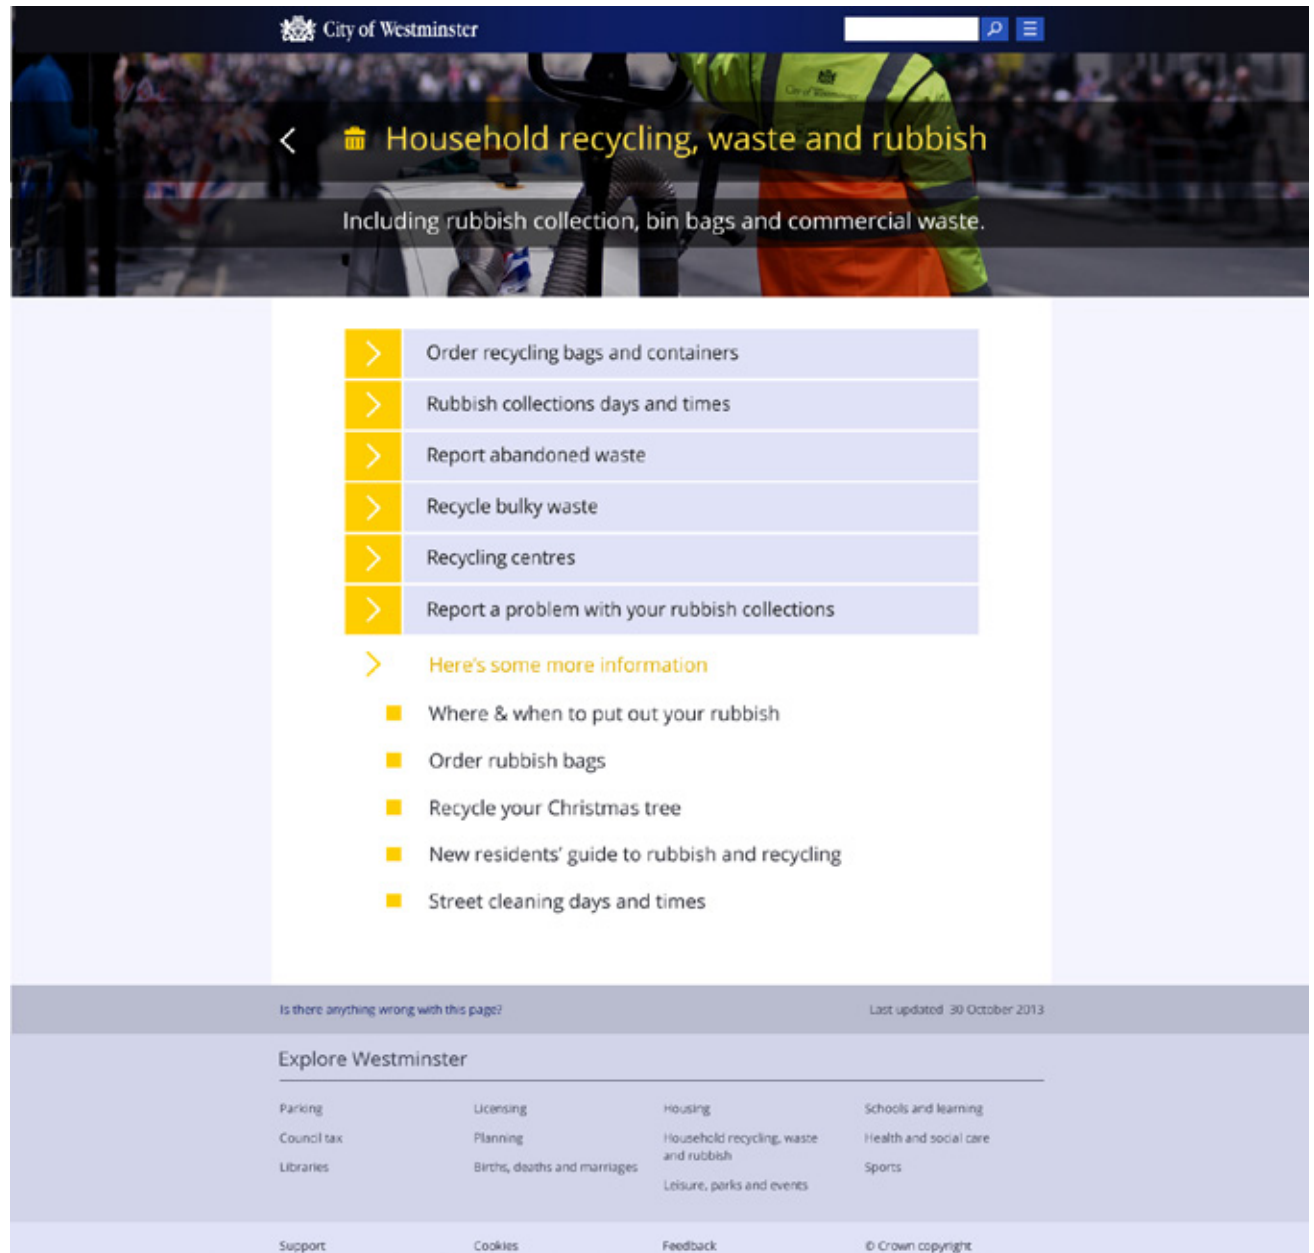 City of Westminster
City of Westminster
Household recycling, waste and rubbish
Including rubbish collection, bin bags and commercial waste.
Order recycling bags and containers
Rubbish collections days and times
Report abandoned waste
Recycle bulky waste
Recycling centres
Report a problem with your rubbish collections
Here's some more information
Where & when to put out your rubbish
Order rubbish bags
Recycle your Christmas tree
New residents' guide to rubbish and recycling
Street cleaning days and times
Is there anything wrong with this page?
Last updated 30 October 2013
Explore Westminster
Parking
Council tax
Libraries
Licensing
Planning
Births, deaths and marriages
Housing
Household recycling, waste
and rubbish
Leisure, parks and events
Schools and learning
Health and social care
Sports
Support
Cookies
Feedback
© Crown copyright